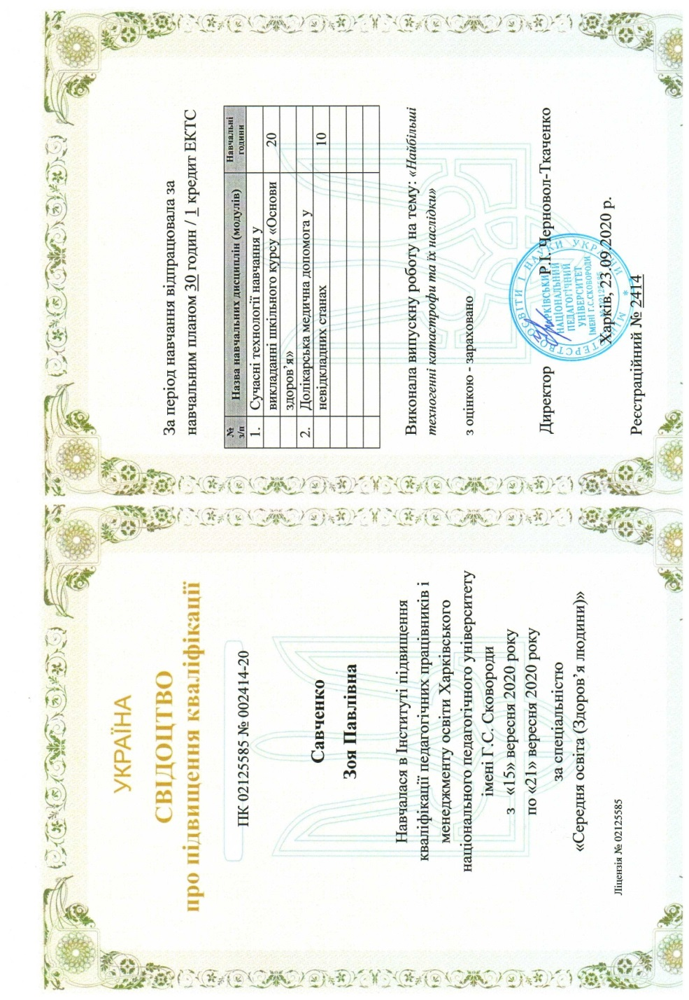 УКРАЇНА
СВІДОЦТВО
про підвищення кваліфікації
ПК 02125585 № 002414-20
Савченко
Зоя Павлівна
Навчалася в Інституті підвищення
кваліфікації педагогічних працівників і
менеджменту освіти Харківського
національного педагогічного університету
імені Г.С. Сковороди
з «15» вересня 2020 року
по «21» вересня 2020 року
за спеціальністю
«Середня освіта (Здоров’я людини)»
Ліцензія № 02125585
За період навчання відпрацювала за
навчальним планом 30 годин / 1 кредит ЕКТС
№ з/п Назва навчальних дисциплін (модулів) Навчальні години
1. Сучасні технології навчання у
викладанні шкільного курсу «Основи 20
здоров’я»
2. Долікарська медична допомога у
невідкладних станах 10
Виконала випускну роботу на тему: «Найбільші
техногенні катастрофи та їх наслідки»
з оцінкою - зараховано
Директор Р.І. Черновол-Ткаченко
Харків, 23.09.2020 р.
Реєстраційний № 2414
ОСВІТИ І НАУКИ УКРАЇНИ
НАЦІОНАЛЬНИЙ
ПЕДАГОГІЧНИЙ
УНІВЕРСИТЕТ
ІМЕНІ Г.С.СКОВОРОДИ